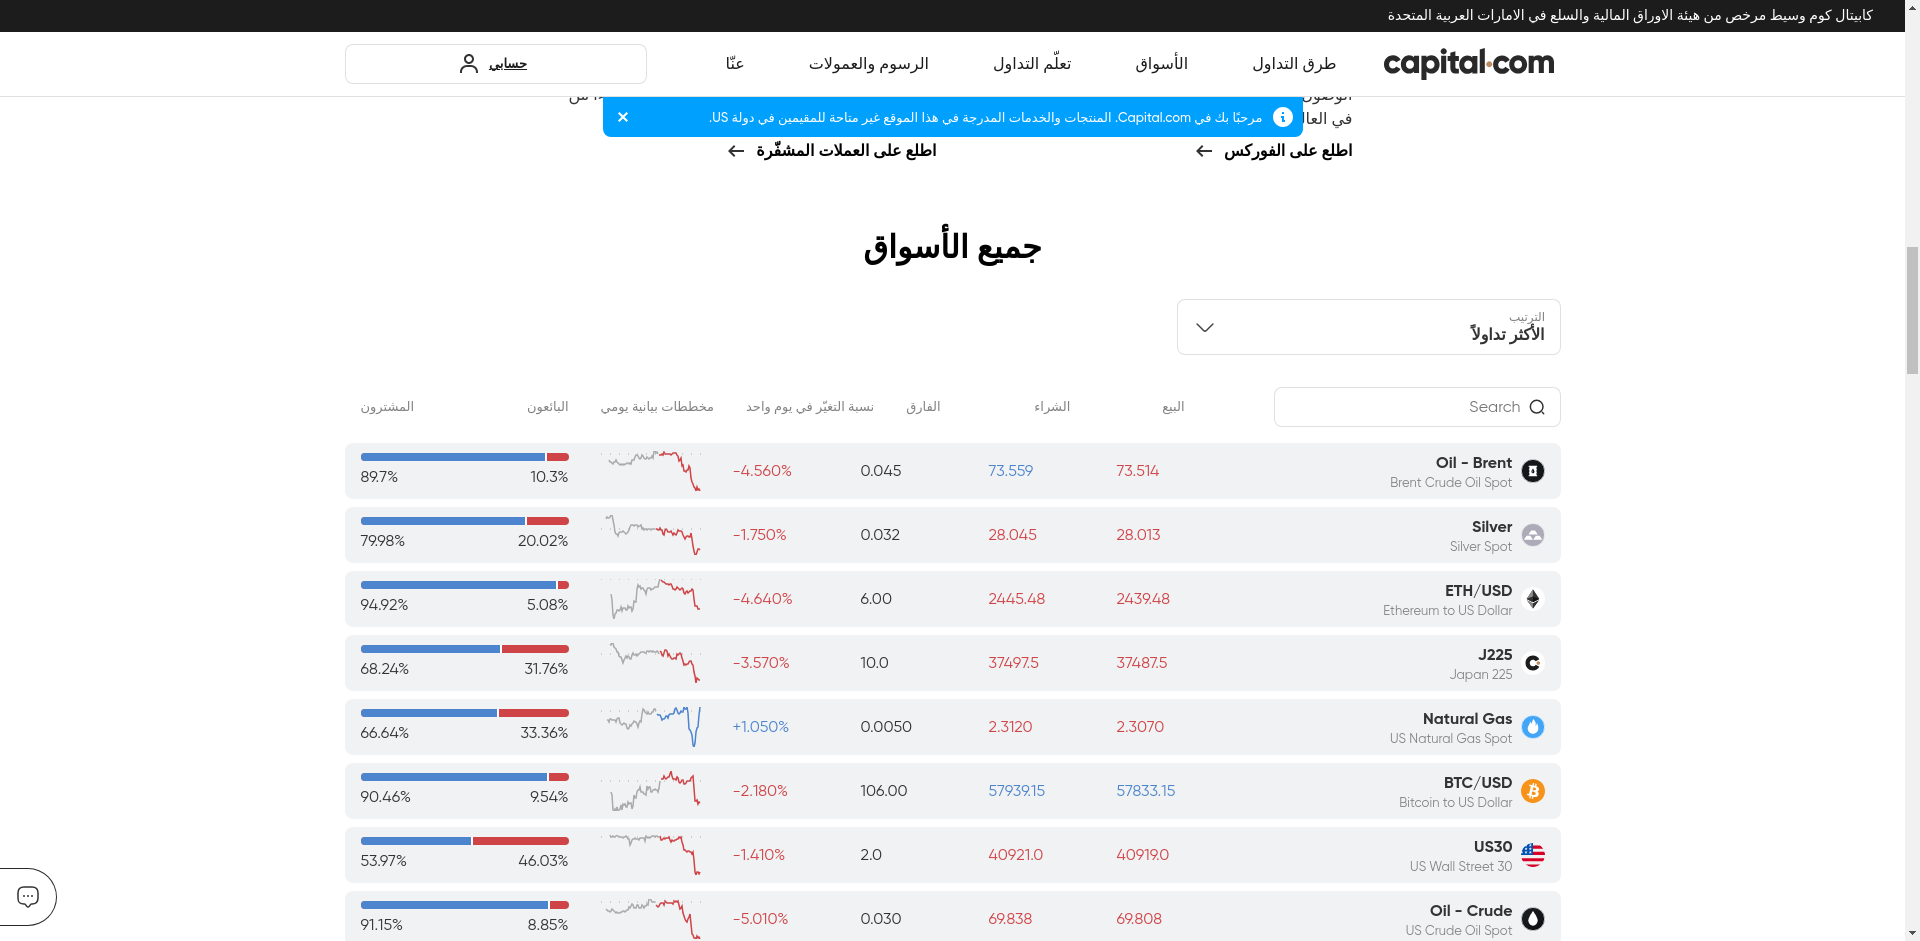 كابيتال كوم وسيط مرخص من هيئة الاوراق المالية والسلع في الامارات العربية المتحدة
capital.com
طرق التداول
الأسواق
تعلّم التداول
الرسوم والعمولات
عنّا
حسابي
مرحبًا بك في Capital.com. المنتجات والخدمات المدرجة في هذا الموقع غير متاحة للمقيمين في دولة US.
في
اطلع على الفوركس
اطلع على العملات المشفّرة
جميع الأسواق
الترتيب
الأكثر تداولاً
Search
البيع
الشراء
الفارق
نسبة التغيّر في يوم واحد
مخططات بيانية يومي
البائعون
المشترون
Oil - Brent
Brent Crude Oil Spot
73.514
73.559
0.045
-4.560%
10.3%
89.7%
Silver
Silver Spot
28.013
28.045
0.032
-1.750%
20.02%
79.98%
ETH/USD
Ethereum to US Dollar
2439.48
2445.48
6.00
-4.640%
5.08%
94.92%
J225
Japan 225
37487.5
37497.5
10.0
-3.570%
31.76%
68.24%
Natural Gas
US Natural Gas Spot
2.3070
2.3120
0.0050
+1.050%
33.36%
66.64%
BTC/USD
Bitcoin to US Dollar
57833.15
57939.15
106.00
-2.180%
9.54%
90.46%
US30
US Wall Street 30
40919.0
40921.0
2.0
-1.410%
46.03%
53.97%
Oil - Crude
US Crude Oil Spot
69.808
69.838
0.030
-5.010%
8.85%
91.15%